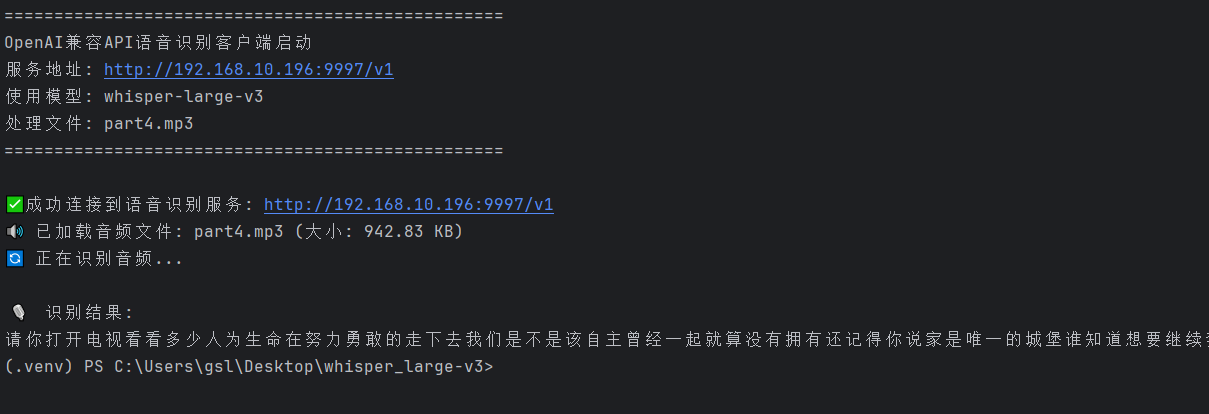 ==================================================
OpenAI兼容API语音识别客户端启动
服务地址: http://192.168.10.196:9997/v1
使用模型: whisper-large-v3
处理文件: part4.mp3
==================================================
✅成功连接到语音识别服务: http://192.168.10.196:9997/v1
🔊 已加载音频文件: part4.mp3 (大小: 942.83 KB)
🔄 正在识别音频...
🎙 识别结果:
请你打开电视看看多少人为生命在努力勇敢的走下去我们是不是该自主曾经一起就算没有拥有还记得你说家是唯一的城堡谁知道想要继续
(.venv) PS C:\Users\gsl\Desktop\whisper_large-v3>